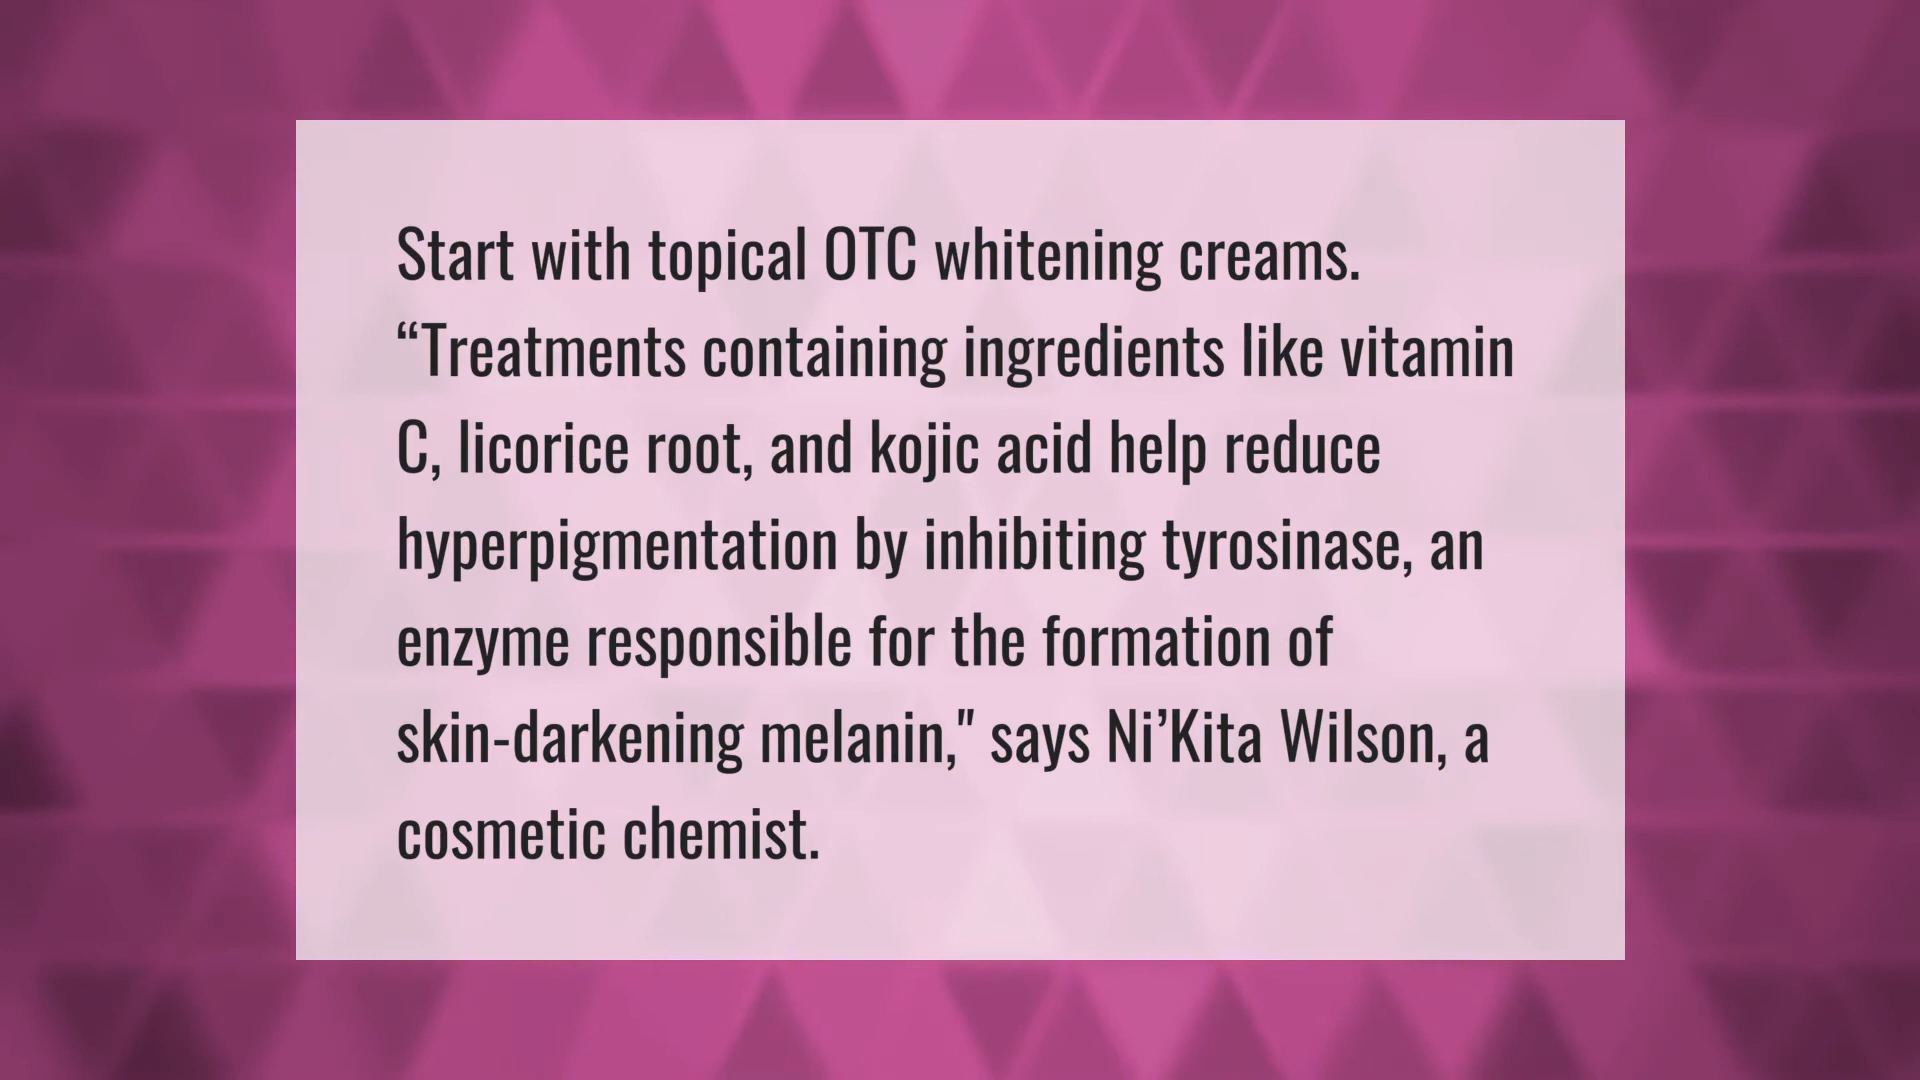 Start with topical OTC whitening creams.
“Treatments containing ingredients like vitamin
C, licorice root, and kojic acid help reduce
hyperpigmentation by inhibiting tyrosinase, an
enzyme responsible for the formation of
skin-darkening melanin," says Ni’Kita Wilson, a
cosmetic chemist.